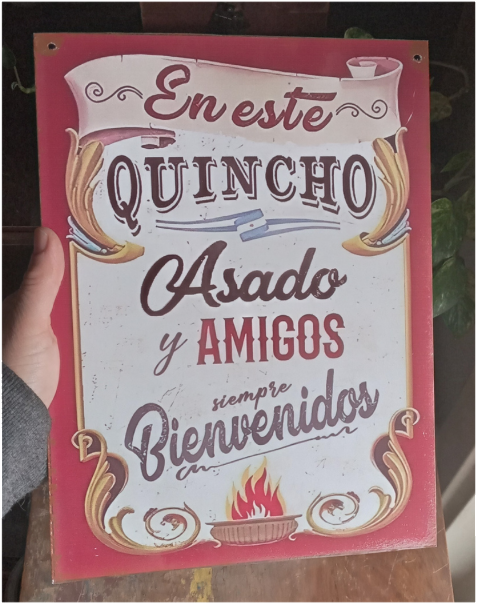 En este
QUINCHO
Asado
y AMIGOS
siempre
Bienvenidos